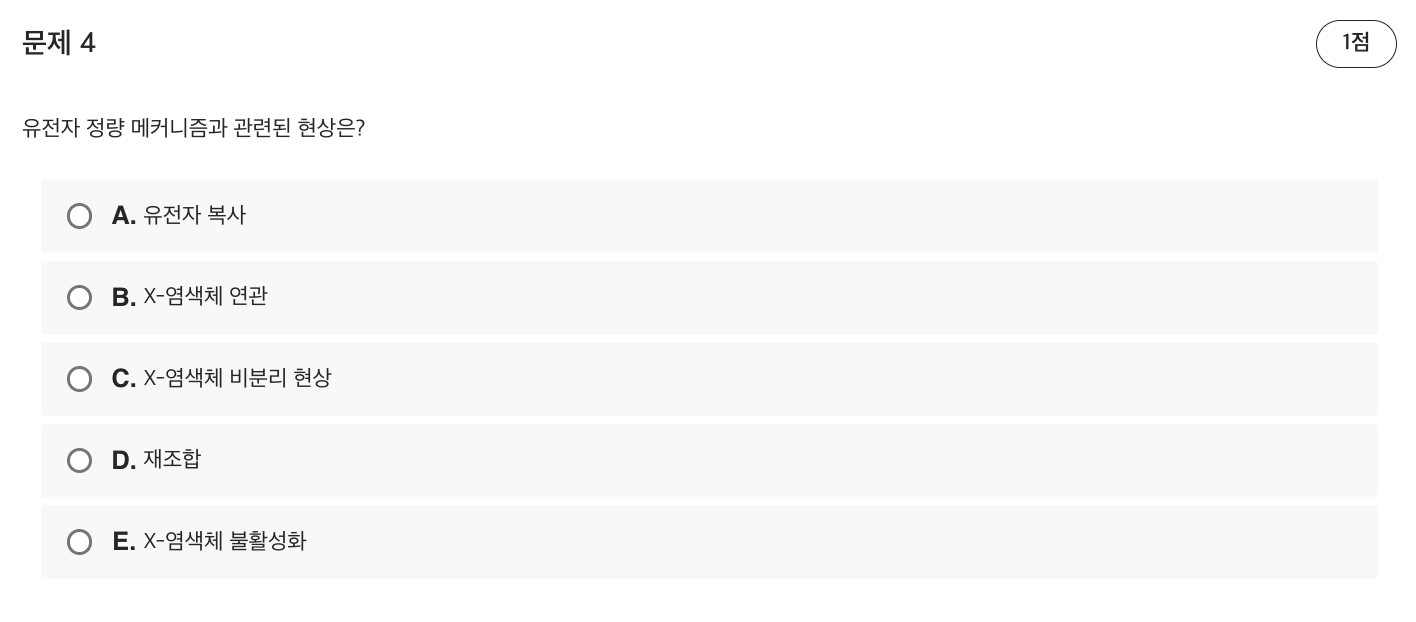 문제 4
1점
유전자 정량 메커니즘과 관련된 현상은?
A. 유전자 복사
B. X-염색체 연관
C. X-염색체 비분리 현상
D. 재조합
E. X-염색체 불활성화